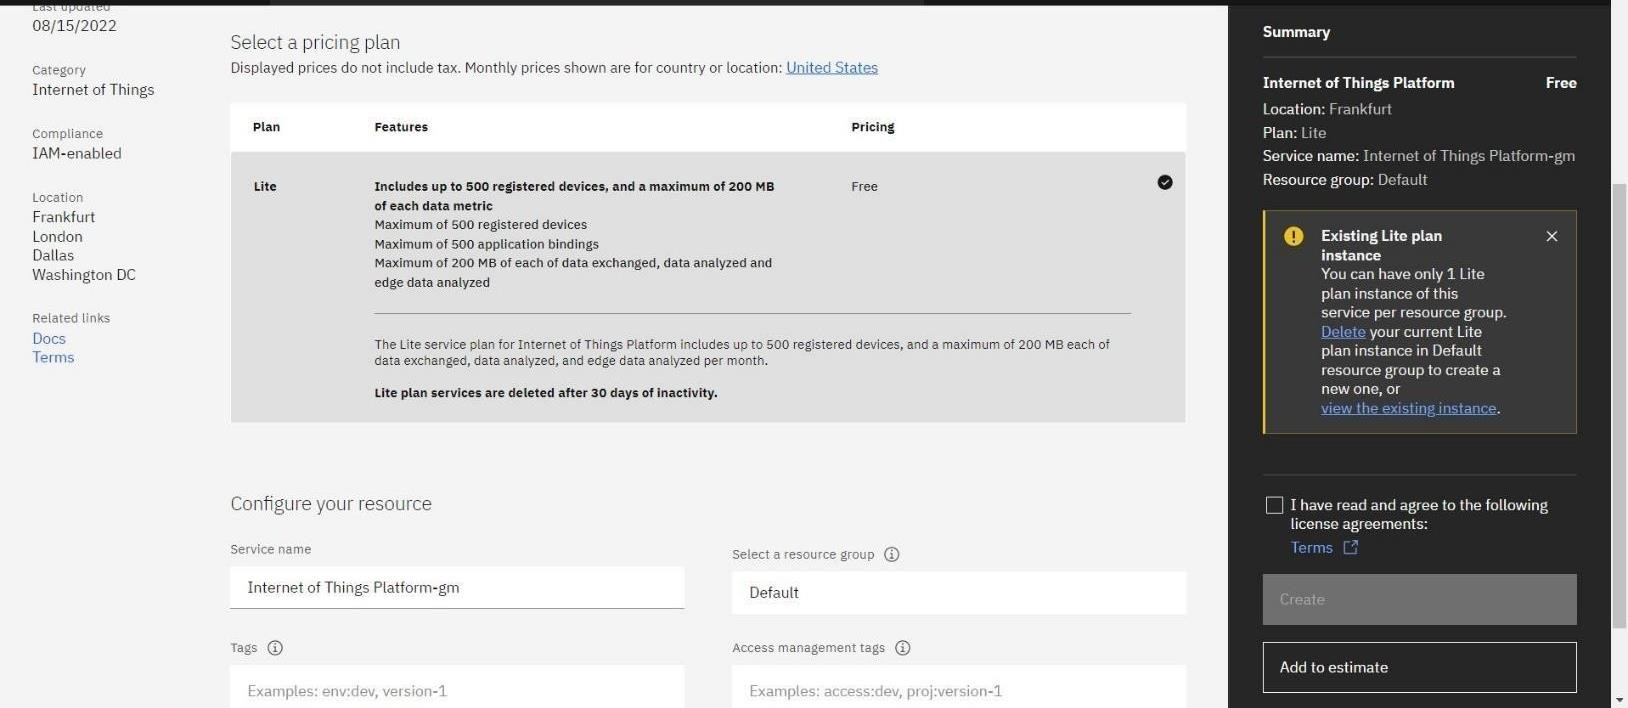 Last updated
08/15/2022
Category
Internet of Things
Compliance
IAM-enabled
Location
Frankfurt
London
Dallas
Washington DC
Related links
Docs
Terms
Select a pricing plan
Displayed prices do not include tax. Monthly prices shown are for country or location: United States
Plan Features Pricing
Lite Includes up to 500 registered devices, and a maximum of 200 MB Free
of each data metric
Maximum of 500 registered devices
Maximum of 500 application bindings
Maximum of 200 MB of each of data exchanged, data analyzed and
edge data analyzed
The Lite service plan for Internet of Things Platform includes up to 500 registered devices, and a maximum of 200 MB each of
data exchanged, data analyzed, and edge data analyzed per month.
Lite plan services are deleted after 30 days of inactivity.
Configure your resource
Service name
Internet of Things Platform-gm
Select a resource group
Default
Tags
Examples: env:dev, version-1
Access management tags
Examples: access:dev, proj:version-1
Summary
Internet of Things Platform Free
Location: Frankfurt
Plan: Lite
Service name: Internet of Things Platform-gm
Resource group: Default
Existing Lite plan
instance
You can have only 1 Lite
plan instance of this
service per resource group.
Delete your current Lite
plan instance in Default
resource group to create a
new one, or
view the existing instance.
I have read and agree to the following
license agreements:
Terms
Create
Add to estimate